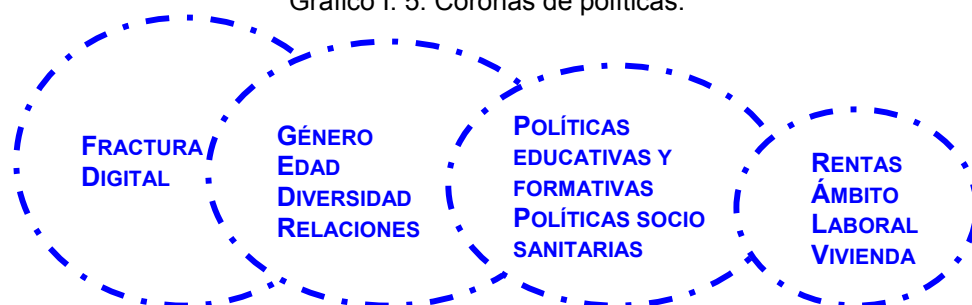 Gráfico I. 5. Coronas de políticas.
FRACTURA
DIGITAL
GÉNERO
EDAD
DIVERSIDAD
RELACIONES
POLÍTICAS
EDUCATIVAS Y
FORMATIVAS
POLÍTICAS SOCIO
SANITARIAS
RENTAS
ÁMBITO
LABORAL
VIVIENDA